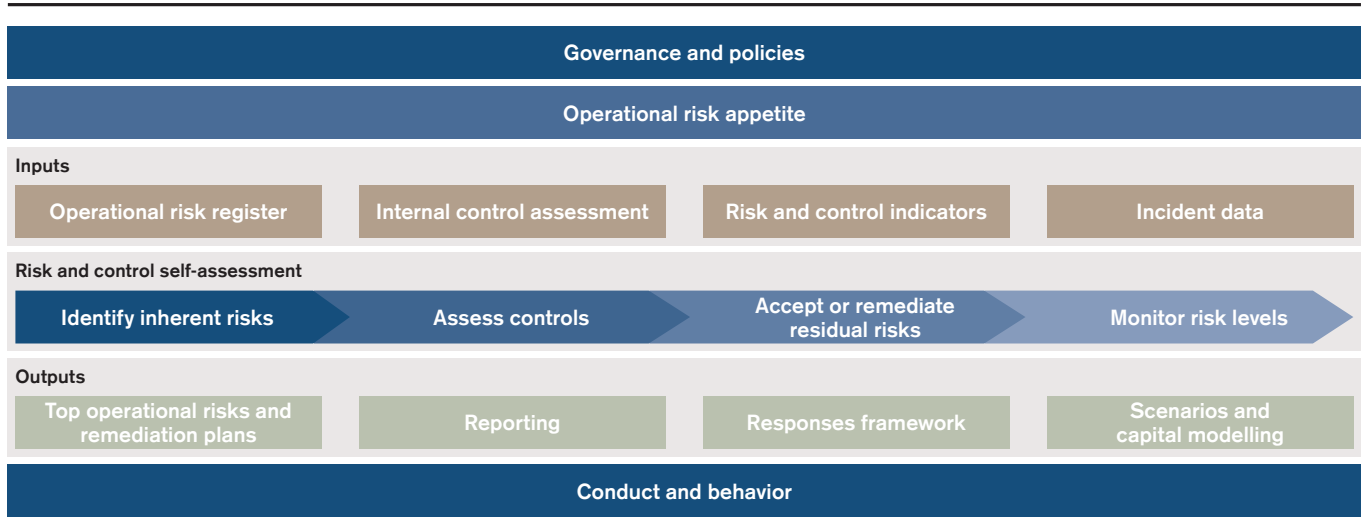 Governance and policies
Operational risk appetite
Inputs
Operational risk register
Internal control assessment
Risk and control indicators
Incident data
Risk and control self-assessment
Identify inherent risks
Assess controls
Accept or remediate
residual risks
Monitor risk levels
Outputs
Top operational risks and
remediation plans
Reporting
Responses framework
Scenarios and
capital modelling
Conduct and behavior